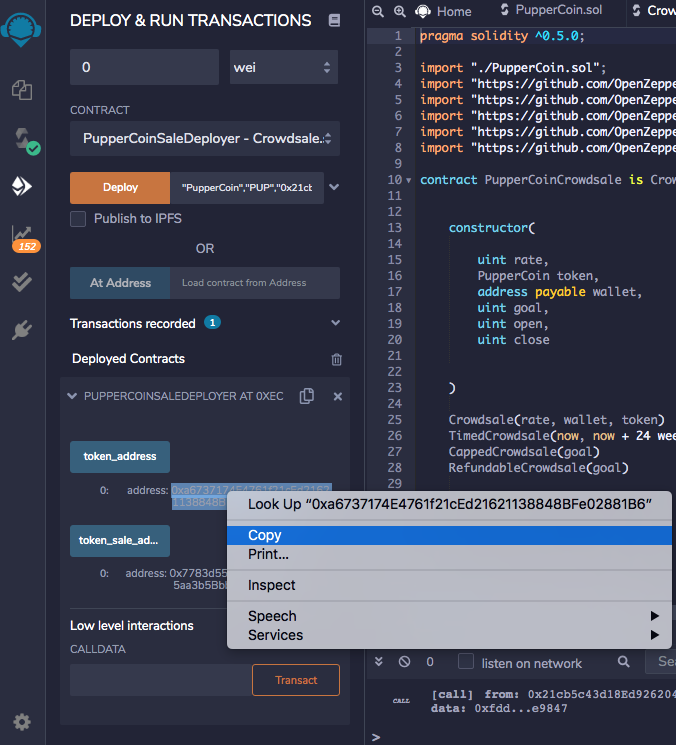 DEPLOY & RUN TRANSACTIONS
0
wei
CONTRACT
PupperCoinSaleDeployer - Crowdsale.
Deploy
"PupperCoin","PUP","0x21cb
Publish to IPFS
OR
At Address
Load contract from Address
Transactions recorded 1
Deployed Contracts
PUPPERCOINSALEDEPLOYER AT 0XEC
token_address
0: address: 0xa6737174E4761f21cEd2162
1138848B
token_sale_ad...
0: address: 0x7783d55
5aa3b5Bb
Low level interactions
CALLDATA
Transact
152
Home
PupperCoin.sol
Crow
1 pragma solidity ^0.5.0;
2
3 import "./PupperCoin.sol";
4 import "https://github.com/OpenZeppe
5 import "https://github.com/OpenZeppe
6 import "https://github.com/OpenZeppe
7 import "https://github.com/OpenZeppe
8 import "https://github.com/OpenZeppe
9
10 contract PupperCoinCrowdsale is Crow
11
12
13 constructor(
14
15 uint rate,
16 PupperCoin token,
17 address payable wallet,
18 uint goal,
19 uint open,
20 uint close
21
22
23 )
24
25 Crowdsale(rate, wallet, token)
26 TimedCrowdsale(now, now + 24 wee
27 CappedCrowdsale(goal)
28 RefundableCrowdsale(goal)
29
Look Up “0xa6737174E4761f21cEd21621138848BFe02881B6”
Copy
Print...
Inspect
Speech
Services
0
listen on network
Sea
CALL
[call] from: 0x21cb5c43d18Ed926204
data: 0xfdd...e9847
>